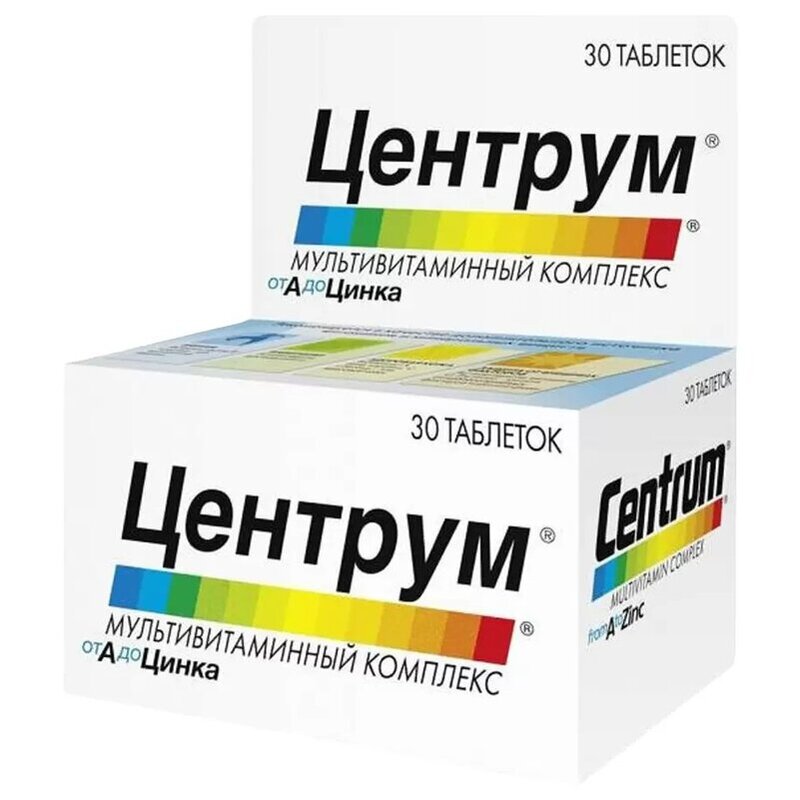 30 ТАБЛЕТОК
Центрум®
®
МУЛЬТИВИТАМИННЫЙ КОМПЛЕКС
от А до Цинка
30 ТАБЛЕТОК
Центрум®
®
МУЛЬТИВИТАМИННЫЙ КОМПЛЕКС
от А до Цинка
30 ТАБЛЕТОК
Centrum®
®
MULTIVITAMIN COMPLEX
from A to Zinc